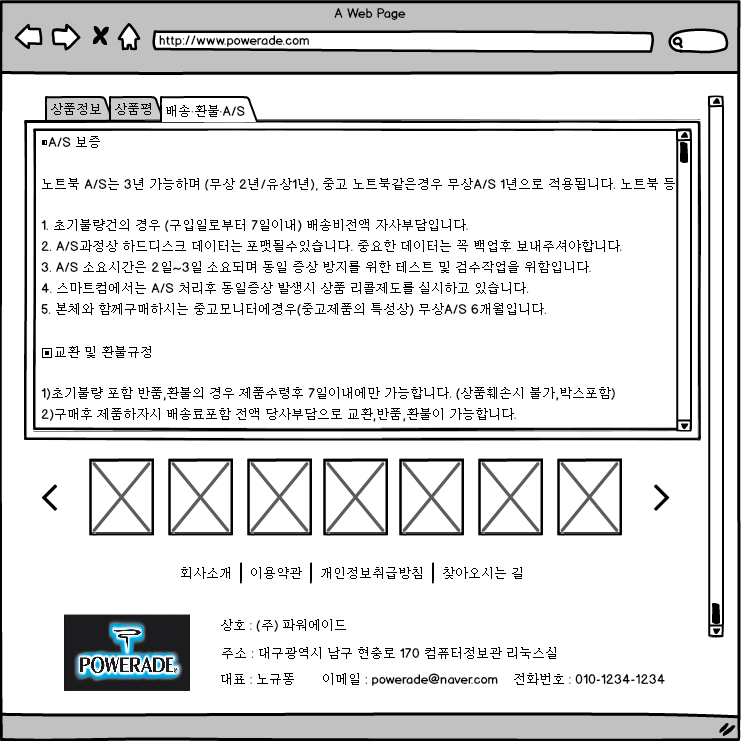 A Web Page
http://www.powerade.com
상품정보 상품평 배송·환불·A/S
▣A/S 보증
노트북 A/S는 3년 가능하며 (무상 2년/유상1년), 중고 노트북같은경우 무상A/S 1년으로 적용됩니다. 노트북 등
1. 초기불량건의 경우 (구입일로부터 7일이내) 배송비전액 자사부담입니다.
2. A/S과정상 하드디스크 데이터는 포맷될수있습니다. 중요한 데이터는 꼭 백업후 보내주셔야합니다.
3. A/S 소요시간은 2일~3일 소요되며 동일 증상 방지를 위한 테스트 및 검수작업을 위함입니다.
4. 스마트컴에서는 A/S 처리후 동일증상 발생시 상품 리콜제도를 실시하고 있습니다.
5. 본체와 함께구매하시는 중고모니터에경우(중고제품의 특성상) 무상A/S 6개월입니다.
▣교환 및 환불규정
1)초기불량 포함 반품,환불의 경우 제품수령후 7일이내에만 가능합니다. (상품훼손시 불가,박스포함)
2)구매후 제품하자시 배송료포함 전액 당사부담으로 교환,반품,환불이 가능합니다.
회사소개 | 이용약관 | 개인정보취급방침 | 찾아오시는 길
POWERADE
상호 : (주) 파워에이드
주소 : 대구광역시 남구 현충로 170 컴퓨터정보관 리눅스실
대표 : 노규퐁 이메일 : powerade@naver.com 전화번호 : 010-1234-1234